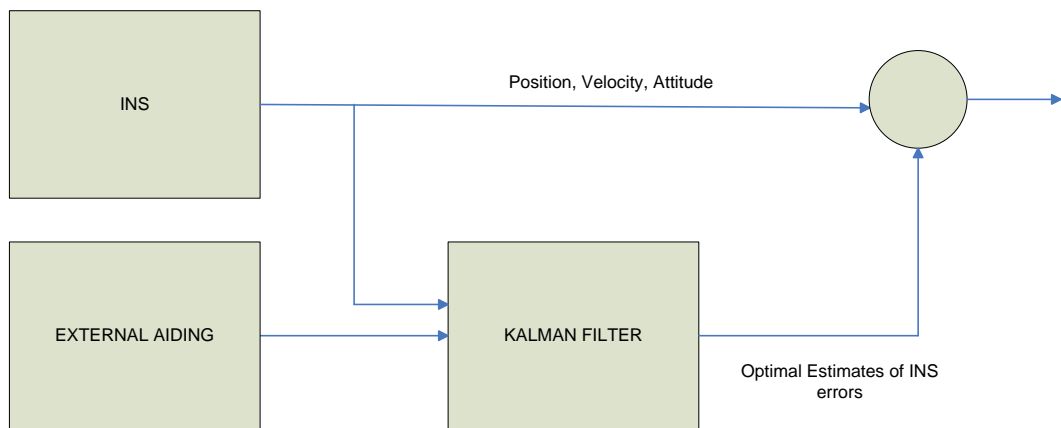 INS
Position, Velocity, Attitude
EXTERNAL AIDING
KALMAN FILTER
Optimal Estimates of INS
errors